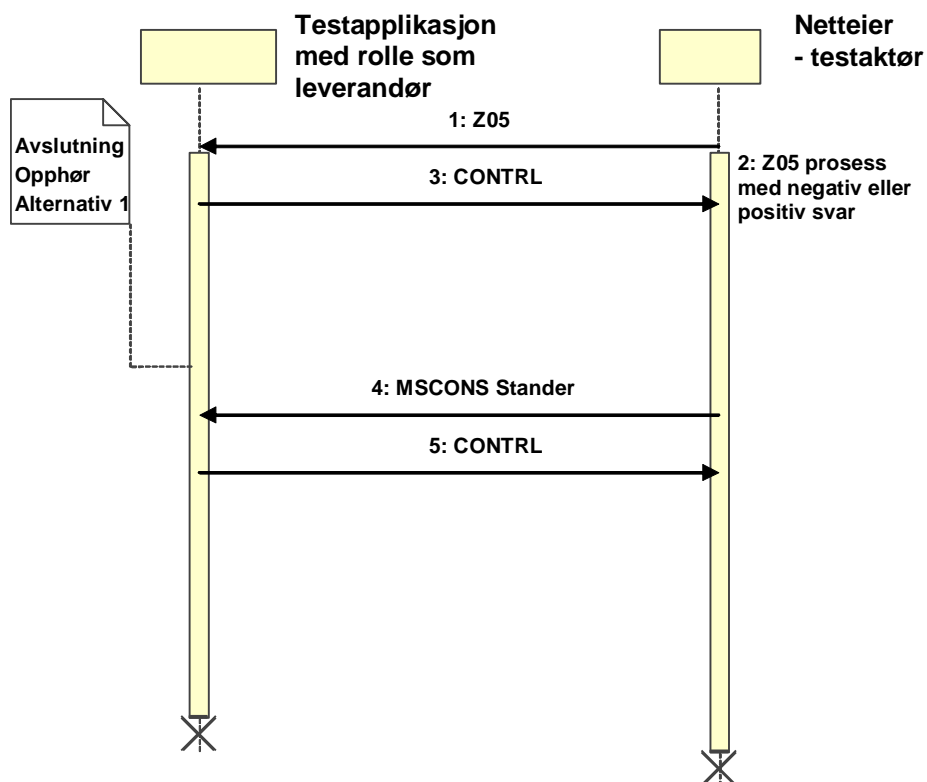 Testapplikasjon
med rolle som
leverandør
Netteier
- testaktør
Avslutning
Opphør
Alternativ 1
1: Z05
2: Z05 prosess
med negativ eller
positiv svar
3: CONTRL
4: MSCONS Stander
5: CONTRL